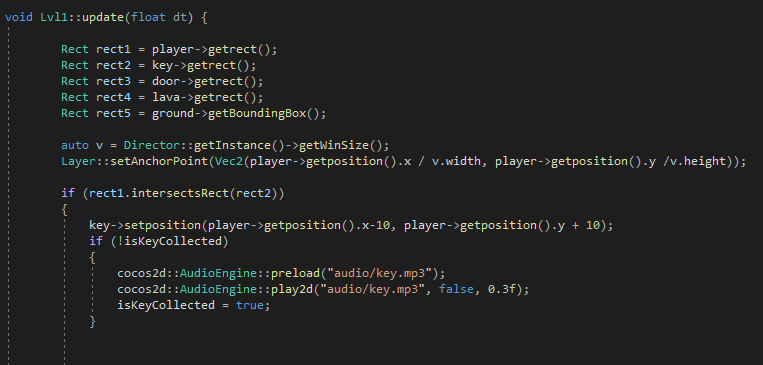 void Lvl1::update(float dt) {
Rect rect1 = player->getrect();
Rect rect2 = key->getrect();
Rect rect3 = door->getrect();
Rect rect4 = lava->getrect();
Rect rect5 = ground->getBoundingBox();
auto v = Director::getInstance()->getWinSize();
Layer::setAnchorPoint(Vec2(player->getposition().x / v.width, player->getposition().y /v.height));
if (rect1.intersectsRect(rect2))
{
key->setposition(player->getposition().x-10, player->getposition().y + 10);
if (!isKeyCollected)
{
cocos2d::AudioEngine::preload("audio/key.mp3");
cocos2d::AudioEngine::play2d("audio/key.mp3", false, 0.3f);
isKeyCollected = true;
}